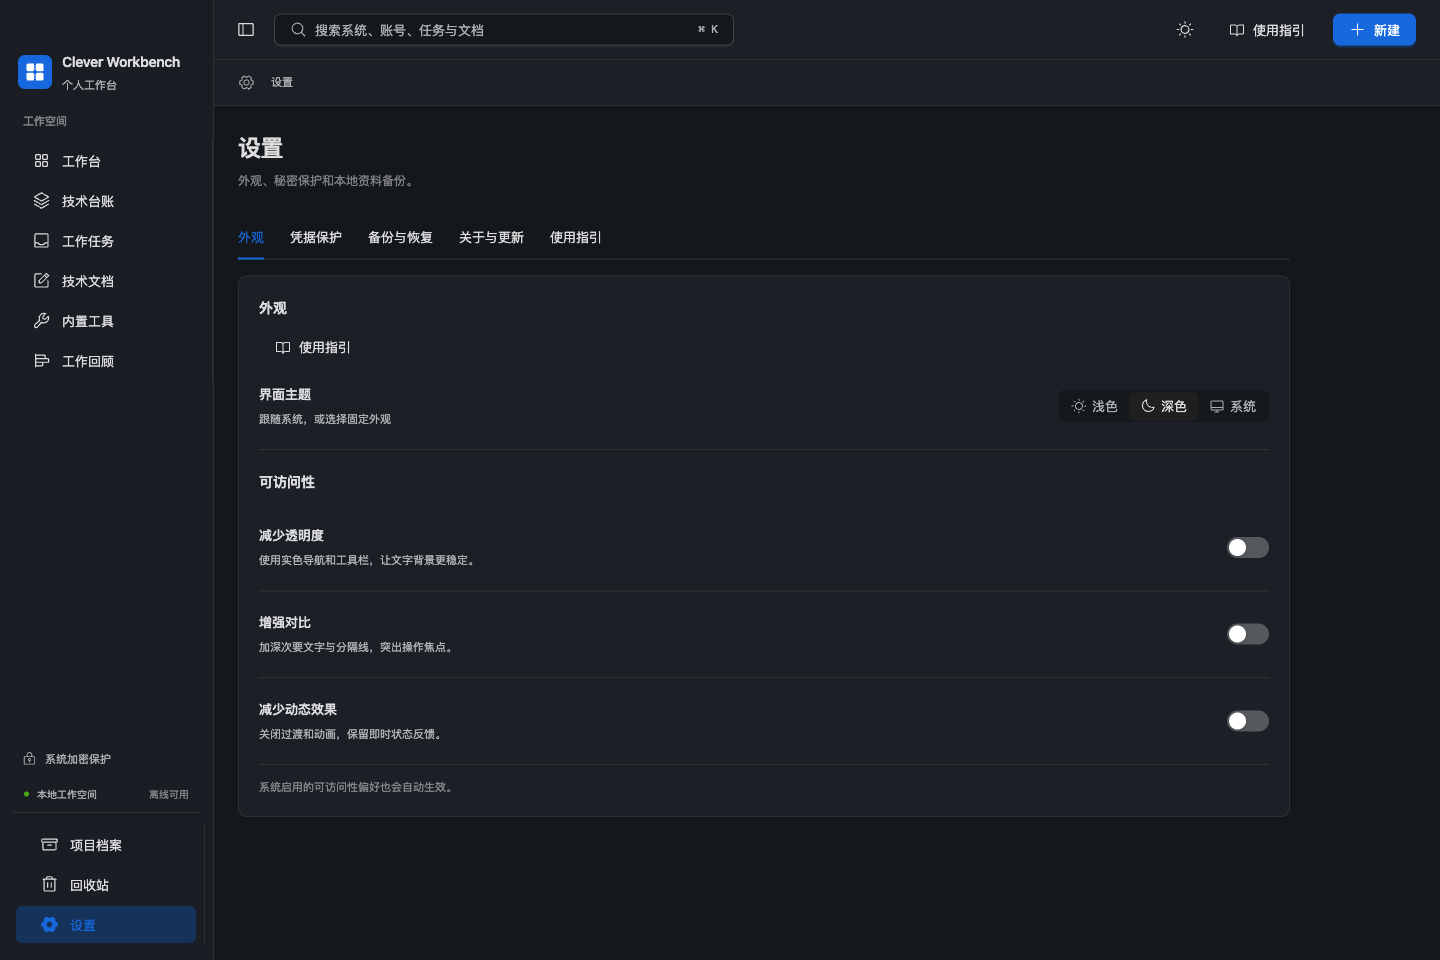 Clever Workbench
个人工作台
工作空间
工作台
技术台账
工作任务
技术文档
内置工具
工作回顾
系统加密保护
本地工作空间 离线可用
项目档案
回收站
设置
搜索系统、账号、任务与文档 ⌘ K
使用指引
新建
设置
设置
外观、秘密保护和本地资料备份。
外观 凭据保护 备份与恢复 关于与更新 使用指引
外观
使用指引
界面主题
跟随系统，或选择固定外观
浅色 深色 系统
可访问性
减少透明度
使用实色导航和工具栏，让文字背景更稳定。
增强对比
加深次要文字与分隔线，突出操作焦点。
减少动态效果
关闭过渡和动画，保留即时状态反馈。
系统启用的可访问性偏好也会自动生效。